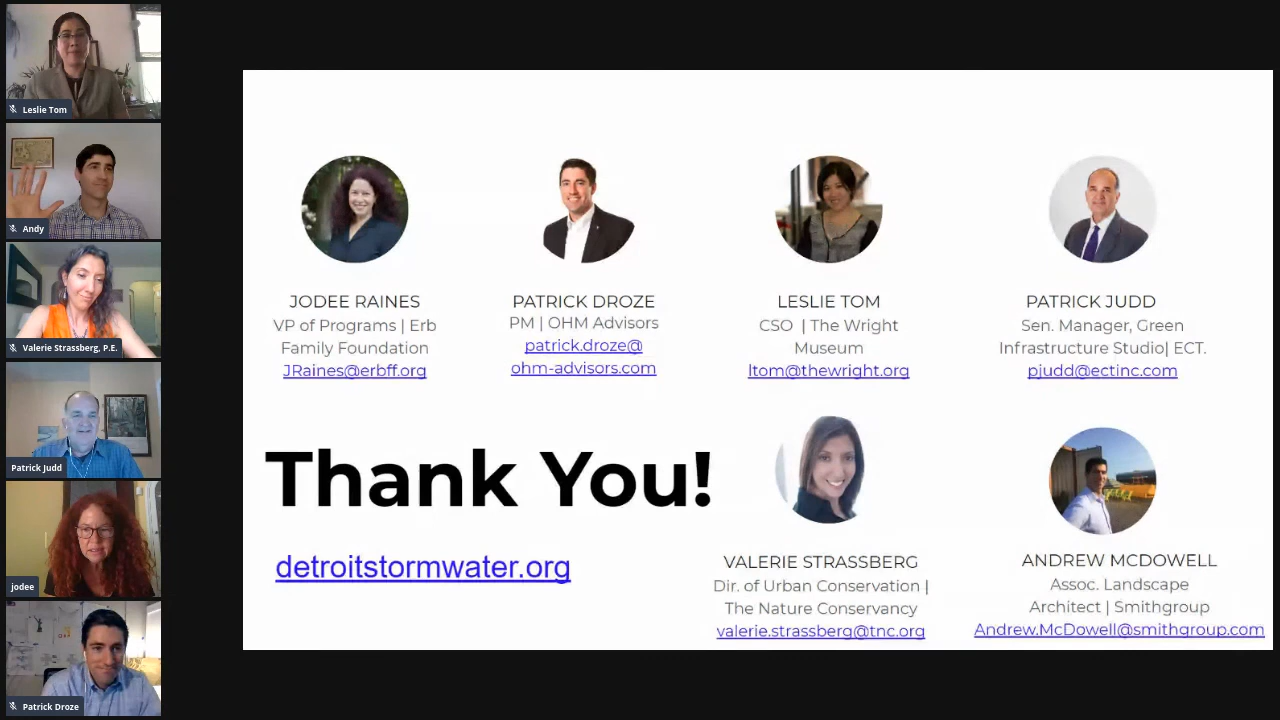 Leslie Tom
Andy
Valerie Strassberg, P.E.
Patrick Judd
jodee
Patrick Droze
JODEE RAINES
VP of Programs | Erb
Family Foundation
JRaines@erbff.org
PATRICK DROZE
PM | OHM Advisors
patrick.droze@
ohm-advisors.com
LESLIE TOM
CSO | The Wright
Museum
ltom@thewright.org
PATRICK JUDD
Sen. Manager, Green
Infrastructure Studio| ECT.
pjudd@ectinc.com
Thank You!
detroitstormwater.org
VALERIE STRASSBERG
Dir. of Urban Conservation |
The Nature Conservancy
valerie.strassberg@tnc.org
ANDREW MCDOWELL
Assoc. Landscape
Architect | Smithgroup
Andrew.McDowell@smithgroup.com